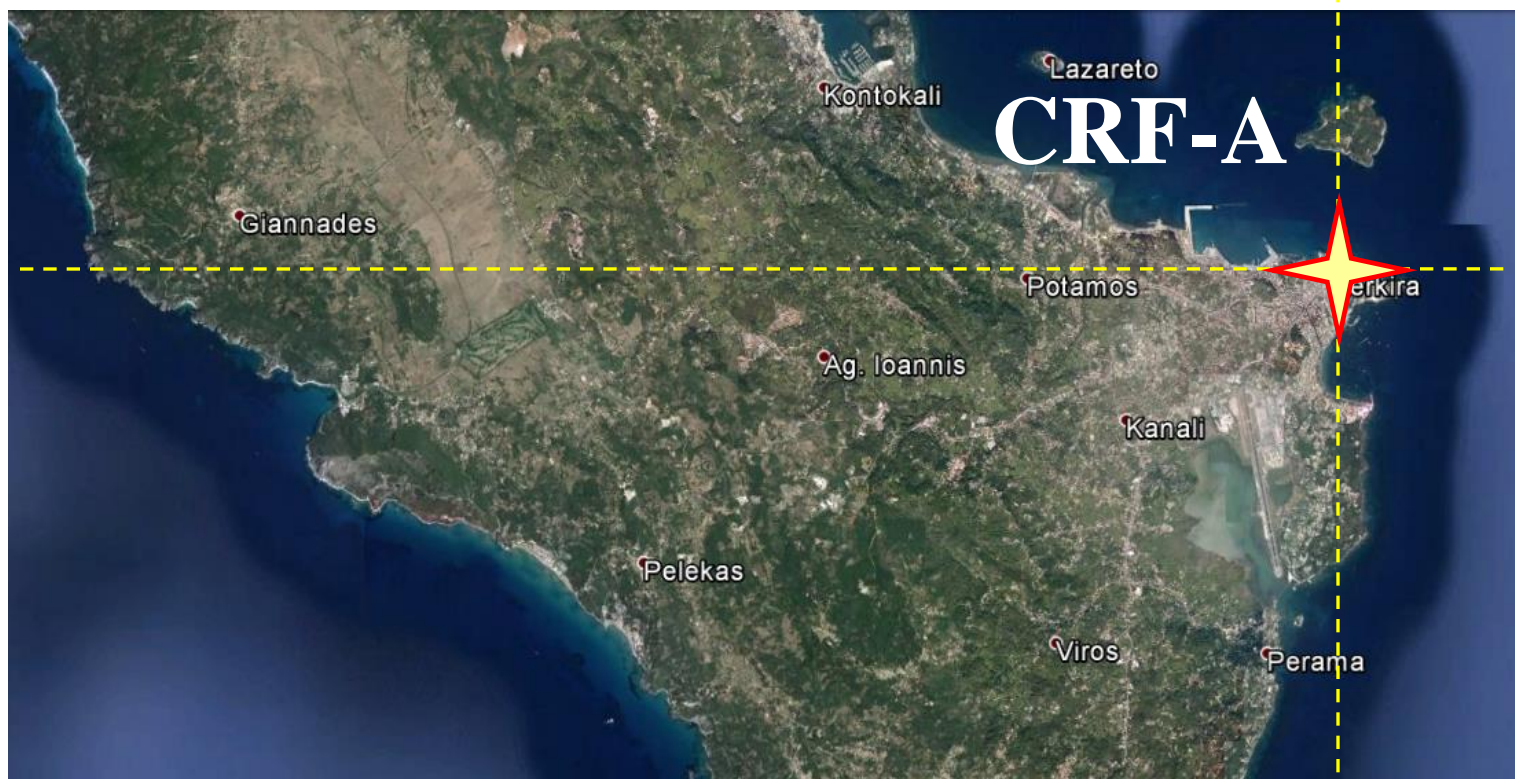 Lazareto
Kontokali
CRF-A
Giannades
Potamos
erkira
Ag. Ioannis
Kanali
Pelekas
Viros
Perama